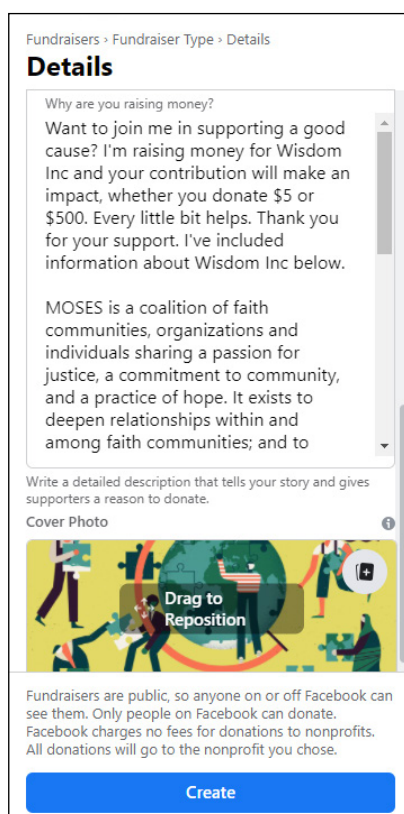 Fundraisers › Fundraiser Type › Details
Details
Why are you raising money?
Want to join me in supporting a good
cause? I'm raising money for Wisdom
Inc and your contribution will make an
impact, whether you donate $5 or
$500. Every little bit helps. Thank you
for your support. I've included
information about Wisdom Inc below.
MOSES is a coalition of faith
communities, organizations and
individuals sharing a passion for
justice, a commitment to community,
and a practice of hope. It exists to
deepen relationships within and
among faith communities; and to
Write a detailed description that tells your story and gives
supporters a reason to donate.
Cover Photo
Drag to
Reposition
Fundraisers are public, so anyone on or off Facebook can
see them. Only people on Facebook can donate.
Facebook charges no fees for donations to nonprofits.
All donations will go to the nonprofit you chose.
Create